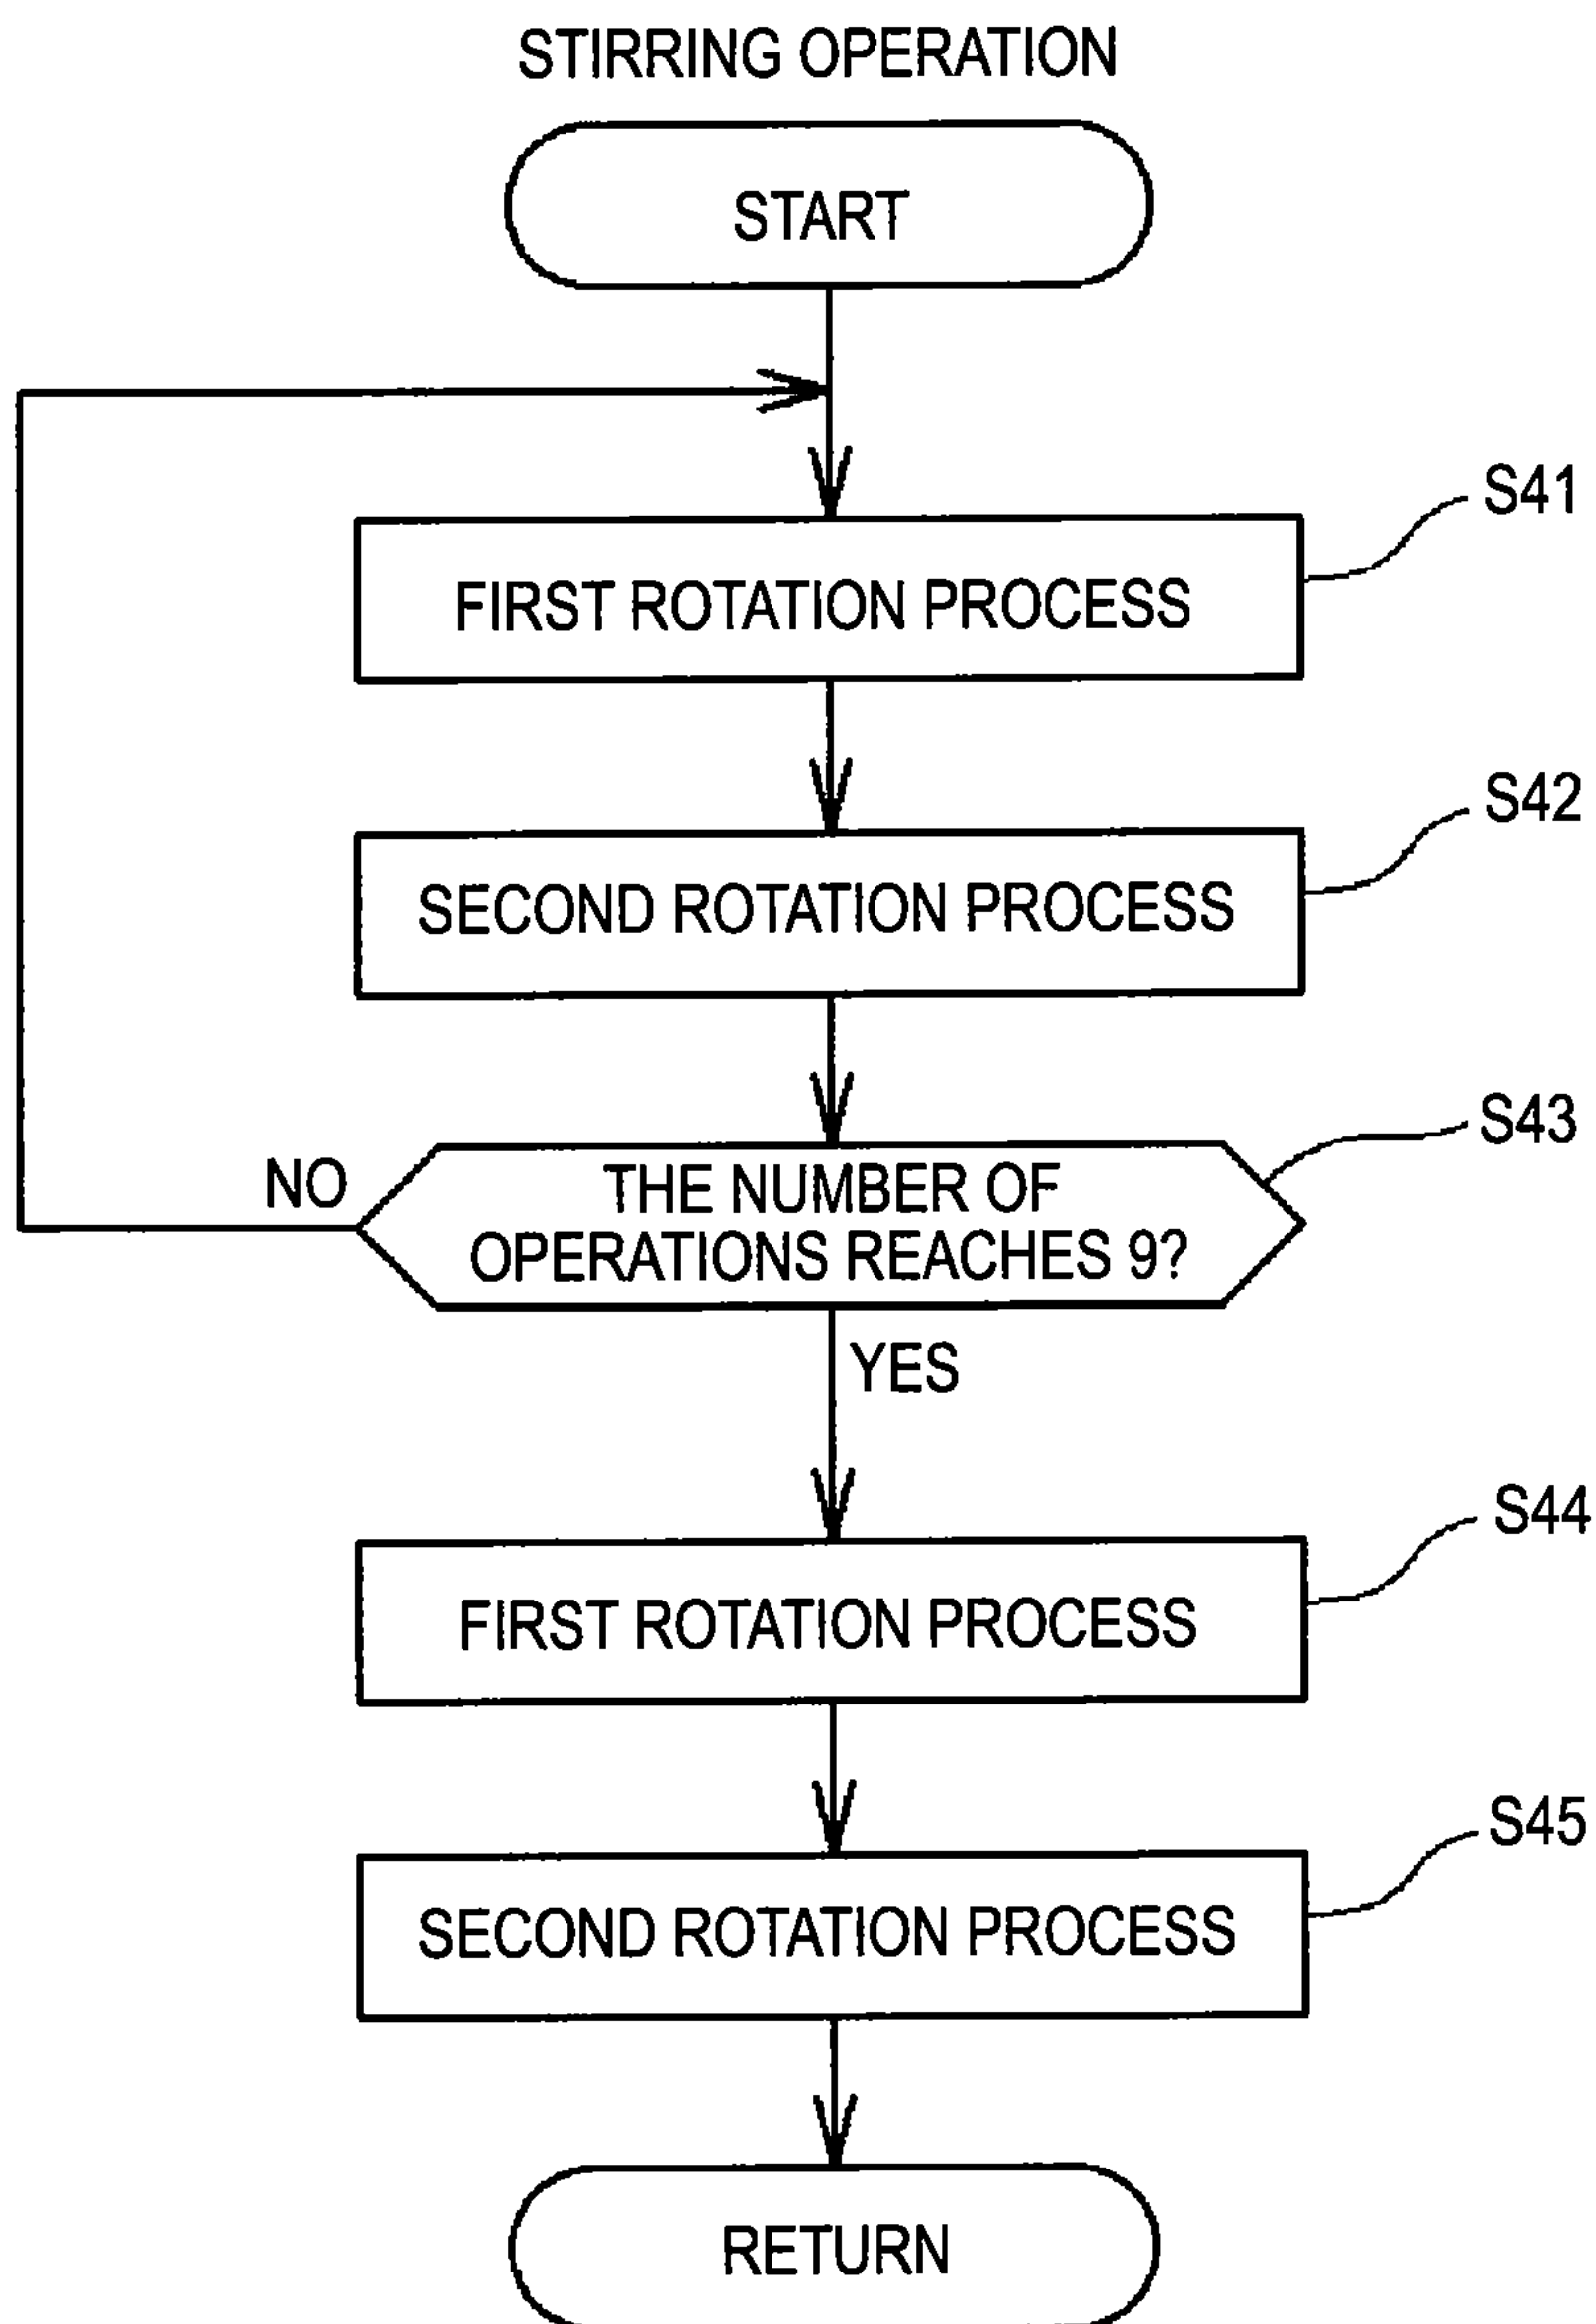 STIRRING OPERATION
START
S41
FIRST ROTATION PROCESS
S42
SECOND ROTATION PROCESS
S43
NO
THE NUMBER OF
OPERATIONS REACHES 9?
YES
S44
FIRST ROTATION PROCESS
S45
SECOND ROTATION PROCESS
RETURN